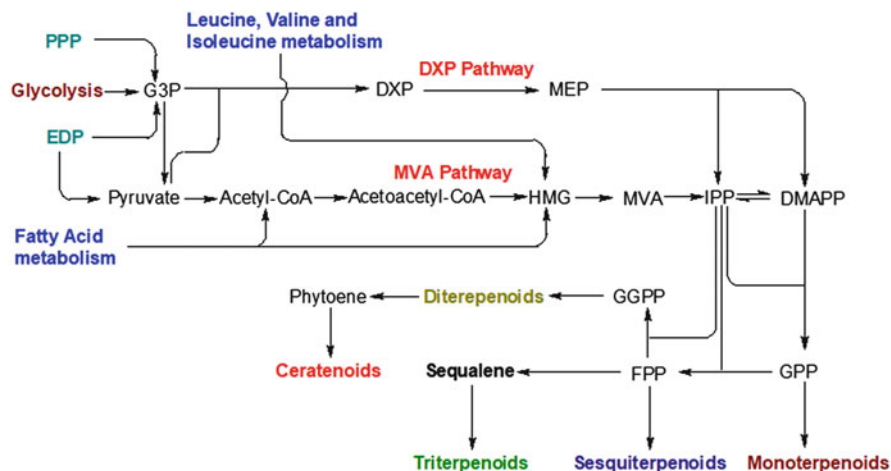 Leucine, Valine and
Isoleucine metabolism
PPP
DXP Pathway
Glycolysis
G3P
DXP
MEP
EDP
MVA Pathway
Pyruvate
Acetyl-CoA
Acetoacetyl-CoA
HMG
MVA
IPP
DMAPP
Fatty Acid
metabolism
Phytoene
Diterepenoids
GGPP
Ceratenoids
Sequalene
FPP
GPP
Triterpenoids
Sesquiterpenoids
Monoterpenoids